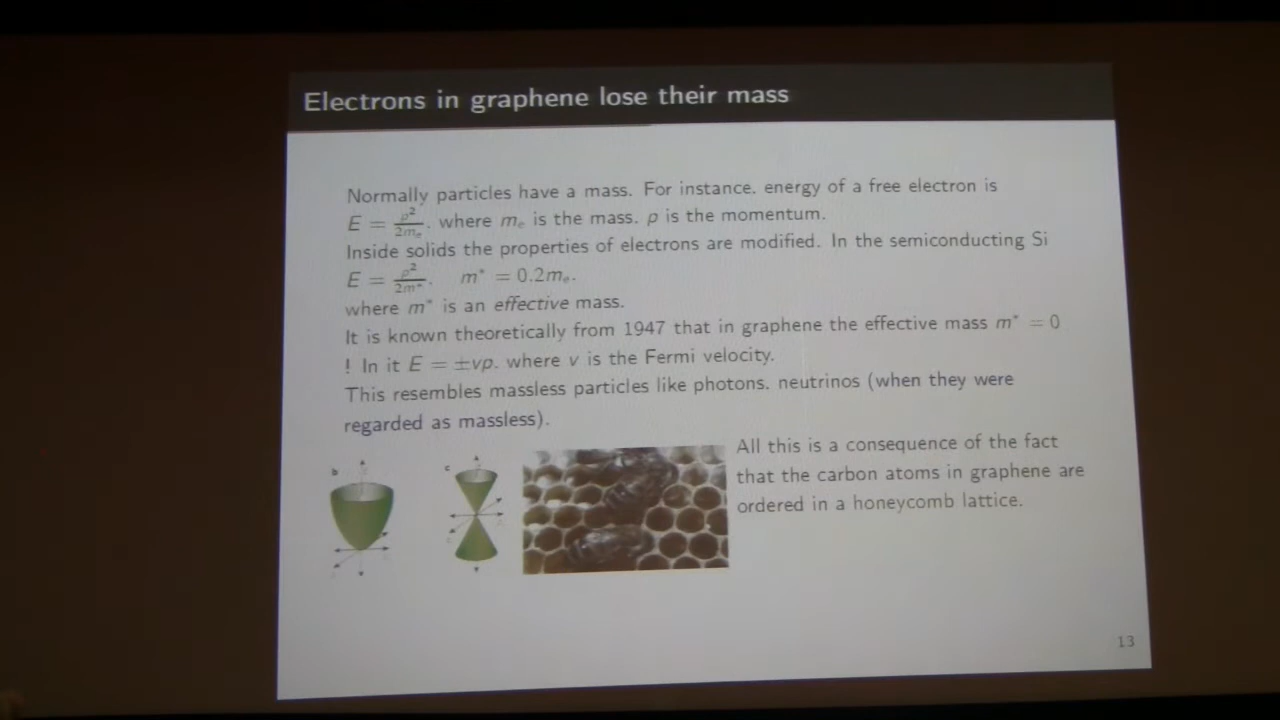 Electrons in graphene lose their mass
Normally particles have a mass. For instance, energy of a free electron is
E = p²/2mₑ, where mₑ is the mass, p is the momentum.
Inside solids the properties of electrons are modified. In the semiconducting Si
E = p²/2m*, m* = 0.2mₑ.
where m* is an effective mass.
It is known theoretically from 1947 that in graphene the effective mass m* = 0
! In it E = ±vp, where v is the Fermi velocity.
This resembles massless particles like photons, neutrinos (when they were
regarded as massless).
All this is a consequence of the fact
that the carbon atoms in graphene are
ordered in a honeycomb lattice.
b
c
13